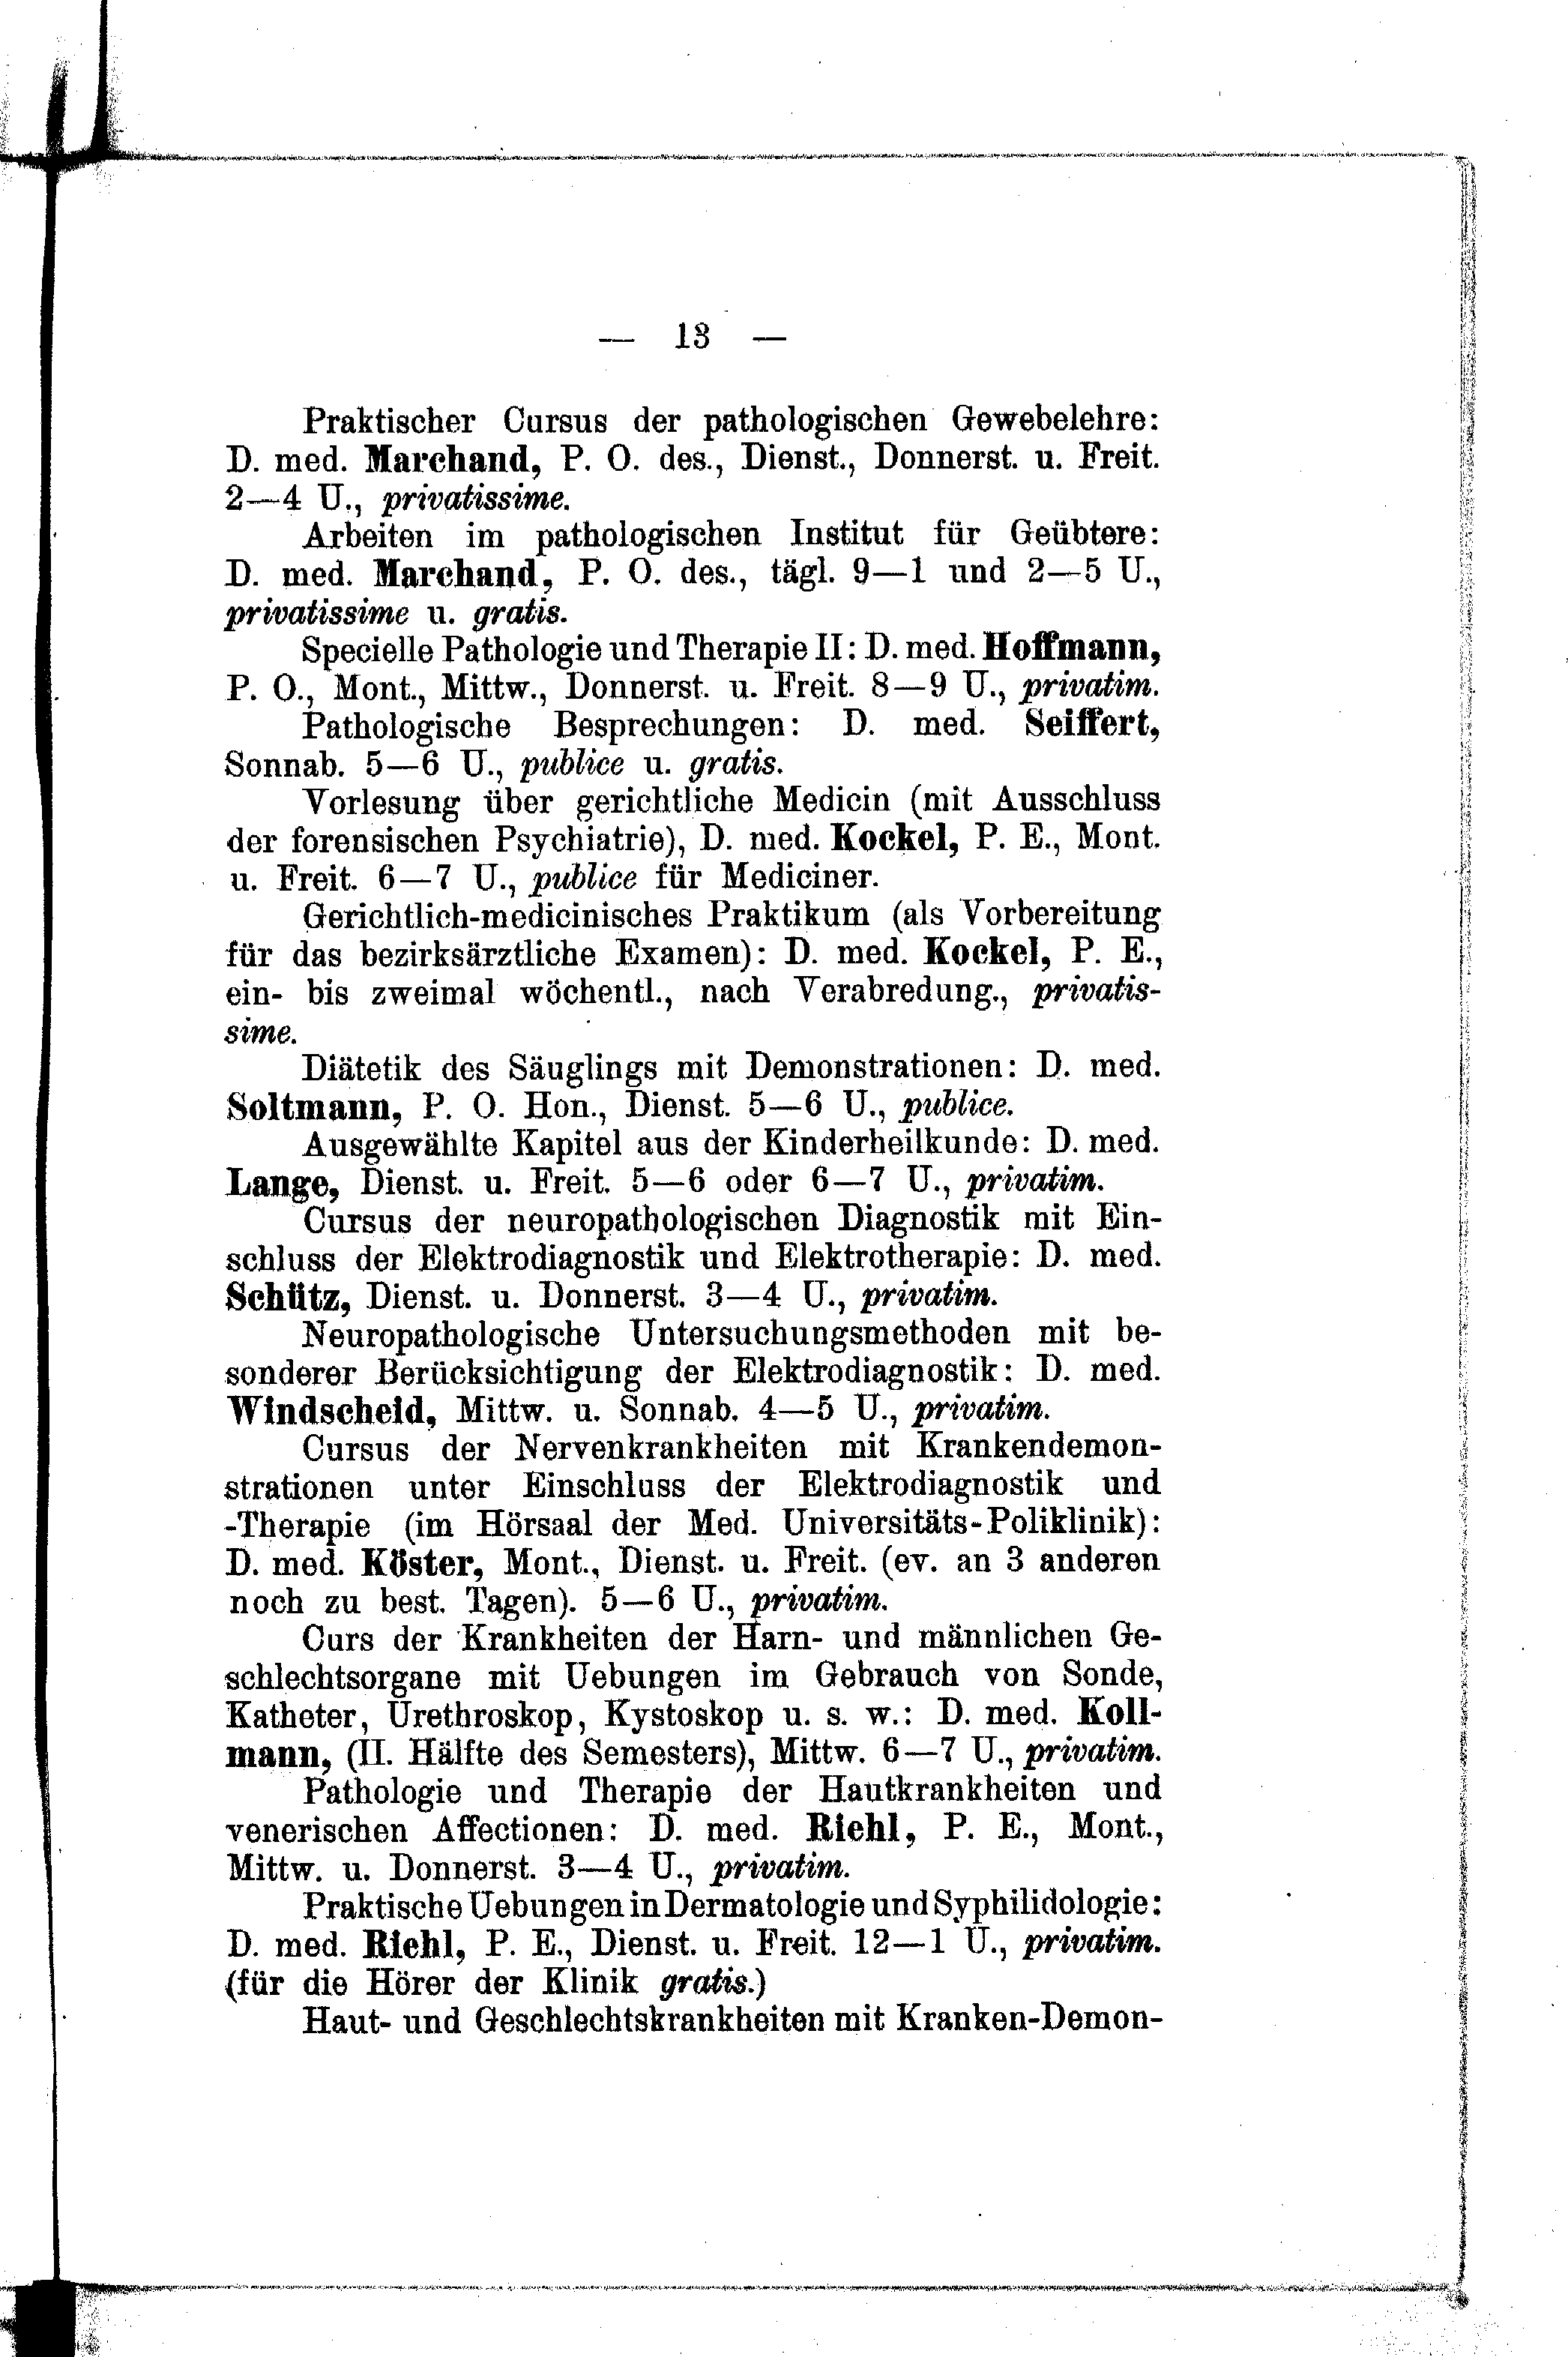 — 13 —
Praktischer Cursus der pathologischen Gewebelehre:
D. med. Marchand, P. O. des., Dienst., Donnerst. u. Freit.
2—4 U., privatissime.
Arbeiten im pathologischen Institut für Geübtere:
D. med. Marchand, P. O. des., tägl. 9—1 und 2—5 U.,
privatissime u. gratis.
Specielle Pathologie und Therapie II: D. med. Hoffmann,
P. O., Mont., Mittw., Donnerst. u. Freit. 8—9 U., privatim.
Pathologische Besprechungen: D. med. Seiffert,
Sonnab. 5—6 U., publice u. gratis.
Vorlesung über gerichtliche Medicin (mit Ausschluss
der forensischen Psychiatrie), D. med. Kockel, P. E., Mont.
u. Freit. 6—7 U., publice für Mediciner.
Gerichtlich-medicinisches Praktikum (als Vorbereitung
für das bezirksärztliche Examen): D. med. Kockel, P. E.,
ein- bis zweimal wöchentl., nach Verabredung., privatis-
sime.
Diätetik des Säuglings mit Demonstrationen: D. med.
Soltmann, P. O. Hon., Dienst. 5—6 U., publice.
Ausgewählte Kapitel aus der Kinderheilkunde: D. med.
Lange, Dienst. u. Freit. 5—6 oder 6—7 U., privatim.
Cursus der neuropathologischen Diagnostik mit Ein-
schluss der Elektrodiagnostik und Elektrotherapie: D. med.
Schütz, Dienst. u. Donnerst. 3—4 U., privatim.
Neuropathologische Untersuchungsmethoden mit be-
sonderer Berücksichtigung der Elektrodiagnostik: D. med.
Windscheid, Mittw. u. Sonnab. 4—5 U., privatim.
Cursus der Nervenkrankheiten mit Krankendemon-
strationen unter Einschluss der Elektrodiagnostik und
-Therapie (im Hörsaal der Med. Universitäts-Poliklinik):
D. med. Köster, Mont., Dienst. u. Freit. (ev. an 3 anderen
noch zu best. Tagen). 5—6 U., privatim.
Curs der Krankheiten der Harn- und männlichen Ge-
schlechtsorgane mit Uebungen im Gebrauch von Sonde,
Katheter, Urethroskop, Kystoskop u. s. w.: D. med. Koll-
mann, (II. Hälfte des Semesters), Mittw. 6—7 U., privatim.
Pathologie und Therapie der Hautkrankheiten und
venerischen Affectionen: D. med. Riehl, P. E., Mont.,
Mittw. u. Donnerst. 3—4 U., privatim.
Praktische Uebungen in Dermatologie und Syphilidologie:
D. med. Riehl, P. E., Dienst. u. Freit. 12—1 U., privatim.
(für die Hörer der Klinik gratis.)
Haut- und Geschlechtskrankheiten mit Kranken-Demon-